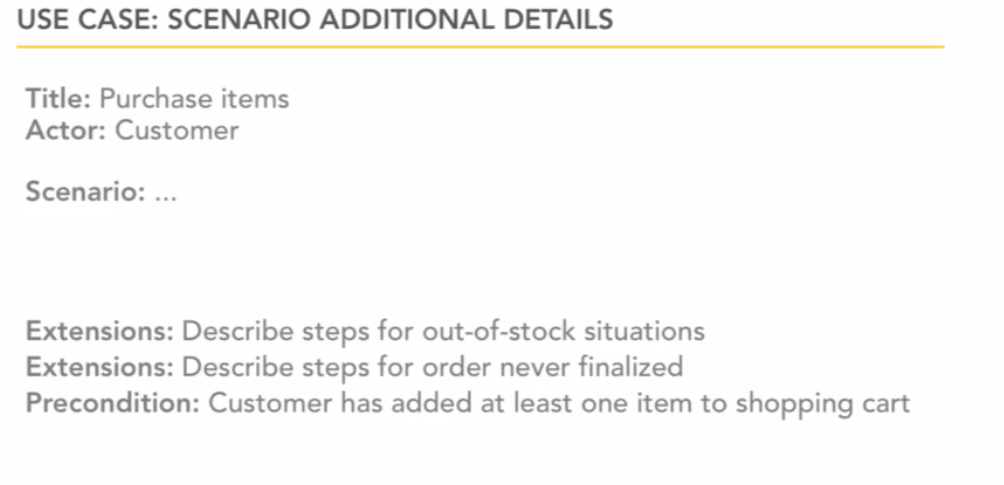 USE CASE: SCENARIO ADDITIONAL DETAILS
Title: Purchase items
Actor: Customer
Scenario: ...
Extensions: Describe steps for out-of-stock situations
Extensions: Describe steps for order never finalized
Precondition: Customer has added at least one item to shopping cart